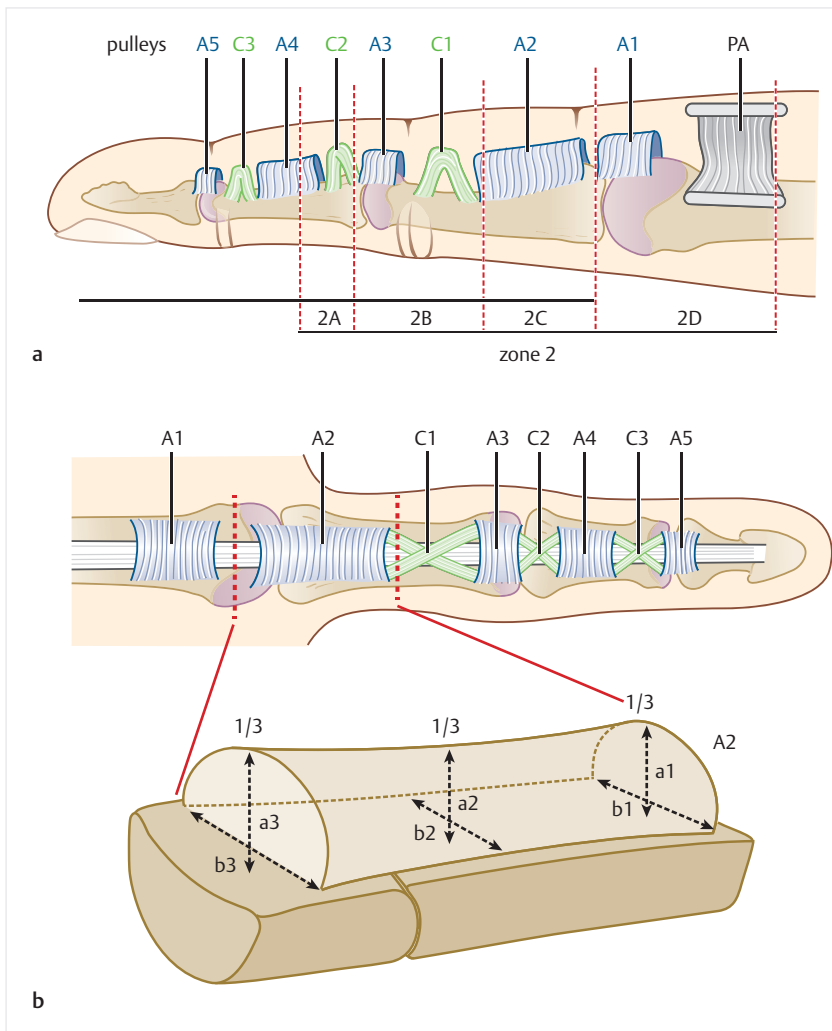 pulleys A5 C3 A4 C2 A3 C1 A2 A1 PA
2A 2B 2C 2D
zone 2
a
A1 A2 C1 A3 C2 A4 C3 A5
1/3 1/3 1/3
A2
a3 a2 a1
b3 b2 b1
b